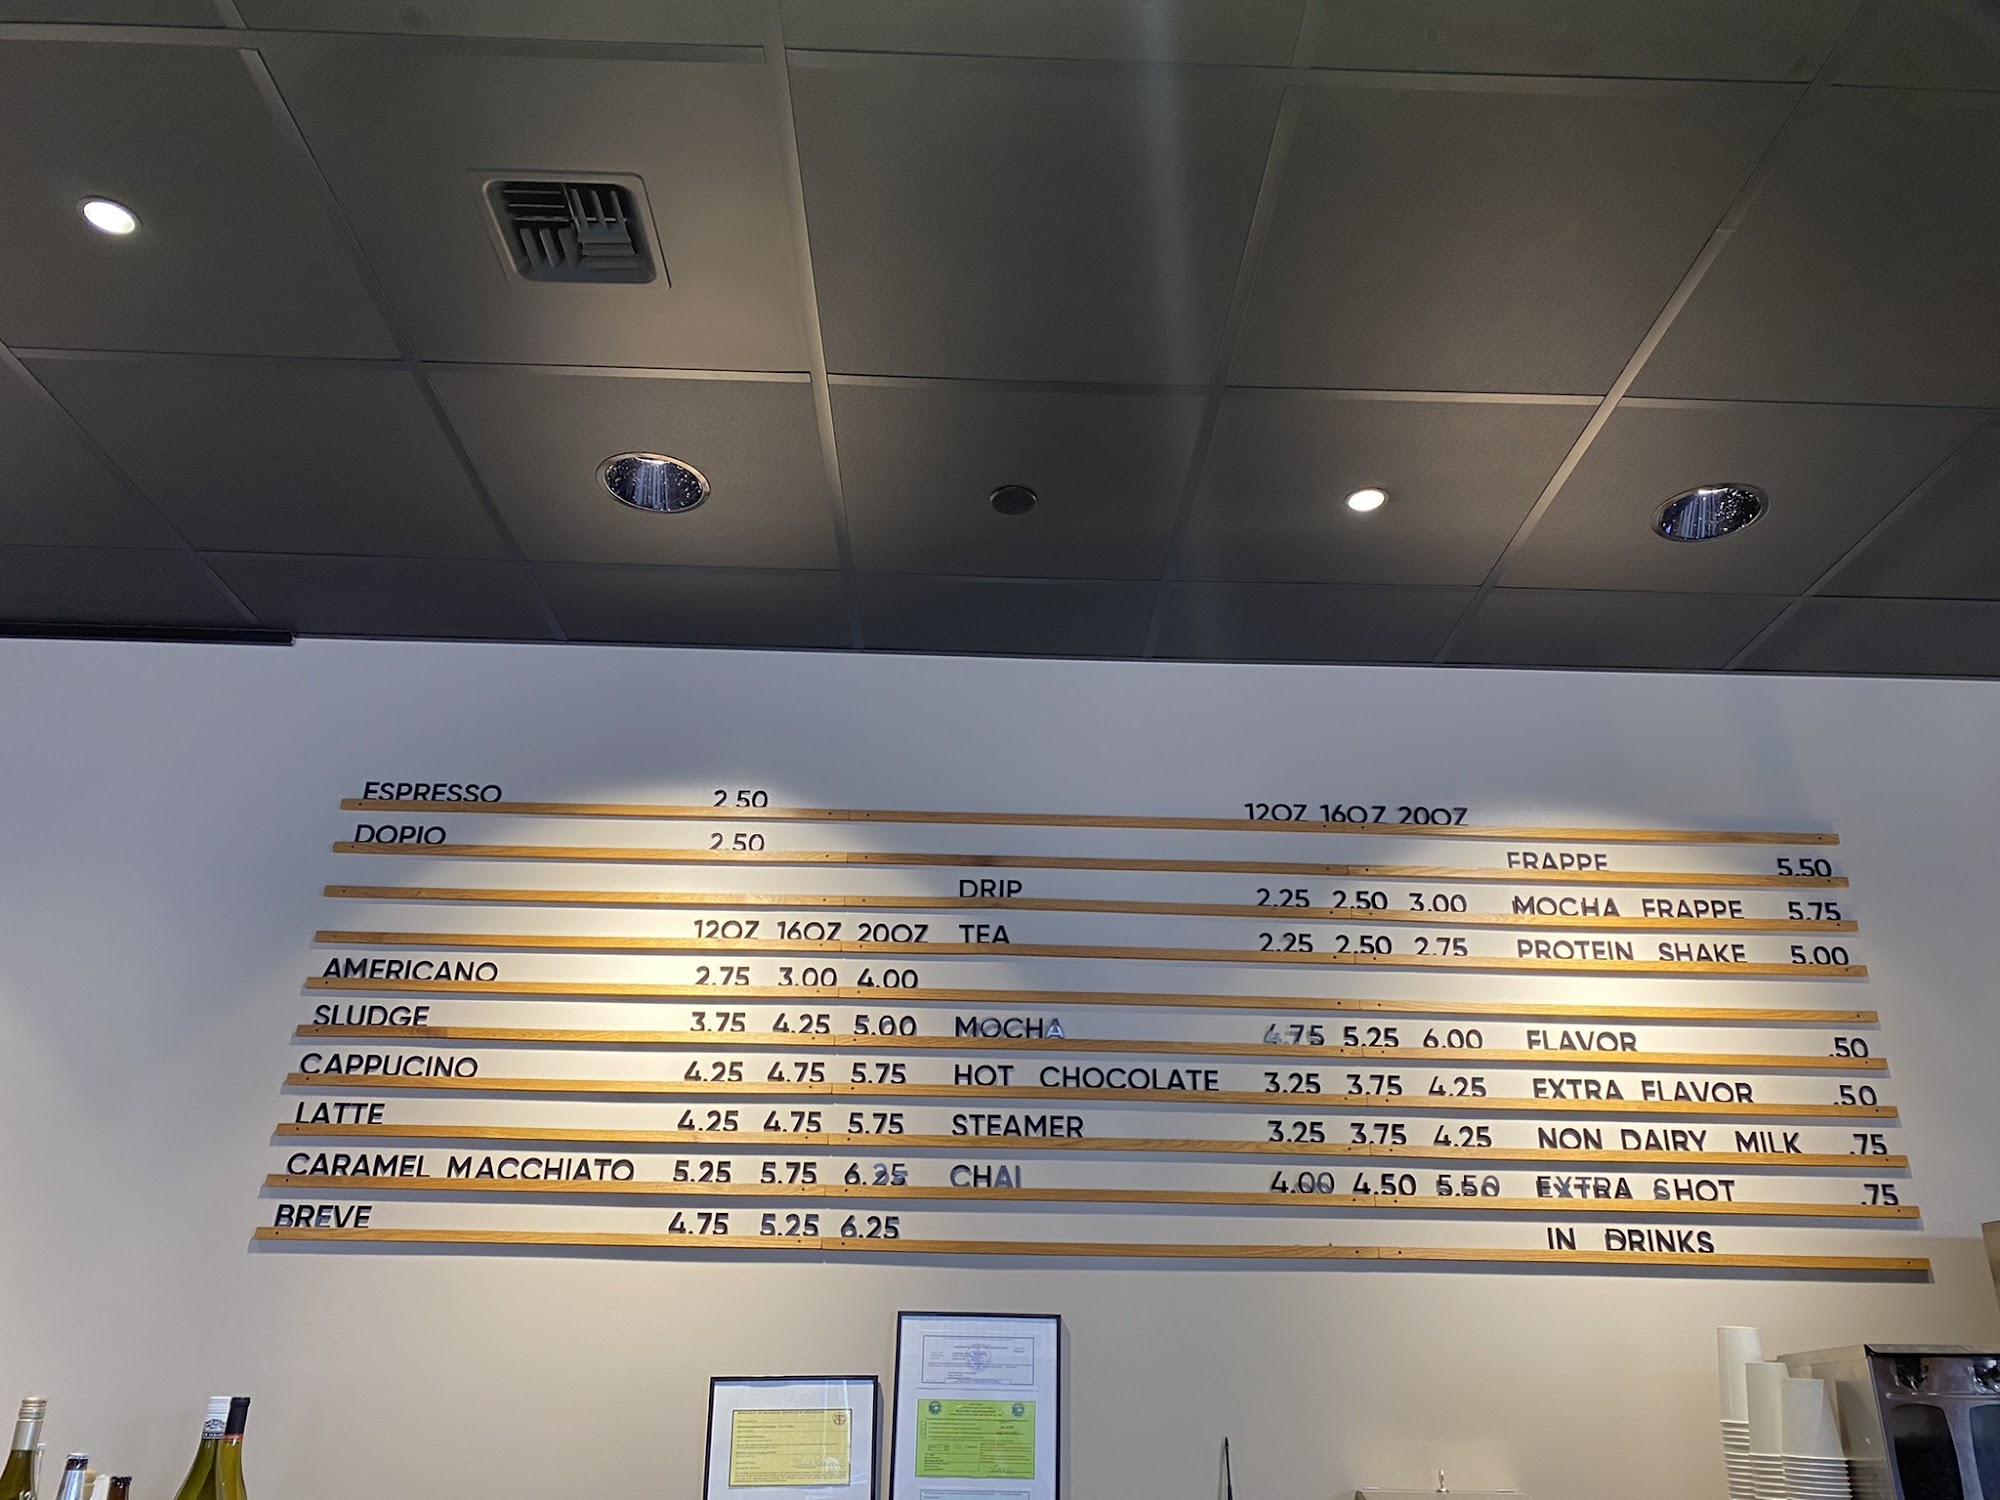 ESPRESSO 2.50
DOPIO 2.50
12OZ 16OZ 20OZ
AMERICANO 2.75 3.00 4.00
SLUDGE 3.75 4.25 5.00
CAPPUCINO 4.25 4.75 5.75
LATTE 4.25 4.75 5.75
CARAMEL MACCHIATO 5.25 5.75 6.25
BREVE 4.75 5.25 6.25
12OZ 16OZ 20OZ
DRIP 2.25 2.50 3.00
TEA 2.25 2.50 2.75
MOCHA 4.75 5.25 6.00
HOT CHOCOLATE 3.25 3.75 4.25
STEAMER 3.25 3.75 4.25
CHAI 4.00 4.50 5.50
FRAPPE 5.50
MOCHA FRAPPE 5.75
PROTEIN SHAKE 5.00
FLAVOR .50
EXTRA FLAVOR .50
NON DAIRY MILK .75
EXTRA SHOT .75
IN DRINKS